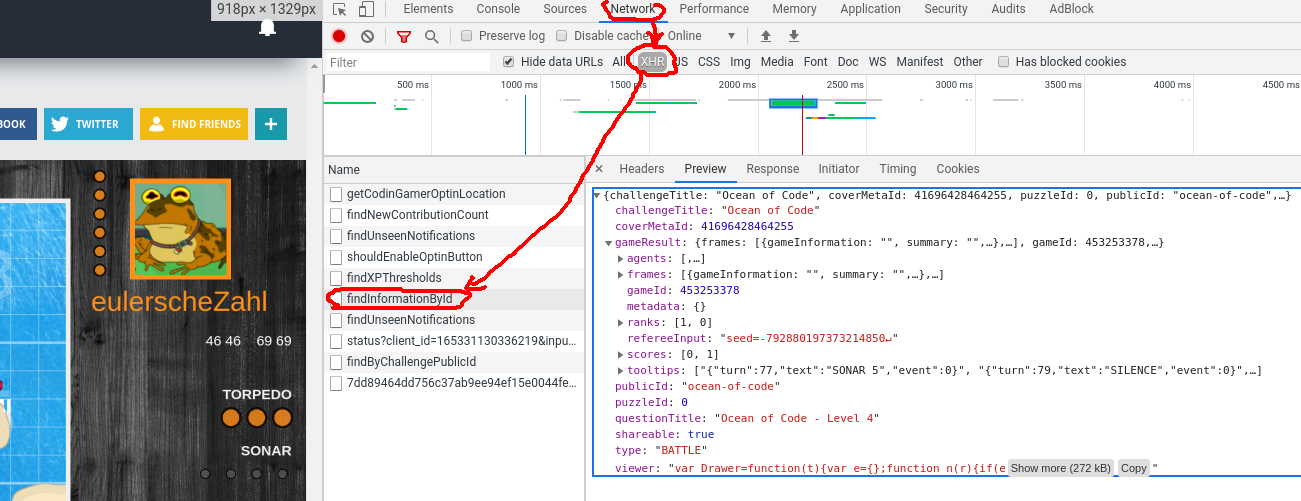 918px × 1329px
Elements Console Sources Network Performance Memory Application Security Audits AdBlock
Preserve log Disable cache Online
Filter Hide data URLs All XHR JS CSS Img Media Font Doc WS Manifest Other Has blocked cookies
500 ms 1000 ms 1500 ms 2000 ms 2500 ms 3000 ms 3500 ms 4000 ms 4500 ms
BOOK TWITTER FIND FRIENDS +
eulerscheZahl
46 46 69 69
TORPEDO
SONAR
Name
getCodinGamerOptinLocation
findNewContributionCount
findUnseenNotifications
shouldEnableOptinButton
findXPThresholds
findInformationById
findUnseenNotifications
status?client_id=165331130336219&inpu…
findByChallengePublicId
7dd89464dd756c37ab9ee94ef15e0044fe…
× Headers Preview Response Initiator Timing Cookies
{challengeTitle: "Ocean of Code", coverMetaId: 41696428464255, puzzleId: 0, publicId: "ocean-of-code",…}
challengeTitle: "Ocean of Code"
coverMetaId: 41696428464255
gameResult: {frames: [{gameInformation: "", summary: "",…},…], gameId: 453253378,…}
agents: [,…]
frames: [{gameInformation: "", summary: "",…},…]
gameId: 453253378
metadata: {}
ranks: [1, 0]
refereeInput: "seed=-792880197373214850↵"
scores: [0, 1]
tooltips: ["{"turn":77,"text":"SONAR 5","event":0}", "{"turn":79,"text":"SILENCE","event":0}",…]
publicId: "ocean-of-code"
puzzleId: 0
questionTitle: "Ocean of Code - Level 4"
shareable: true
type: "BATTLE"
viewer: "var Drawer=function(t){var e={};function n(r){if(e Show more (272 kB) Copy "